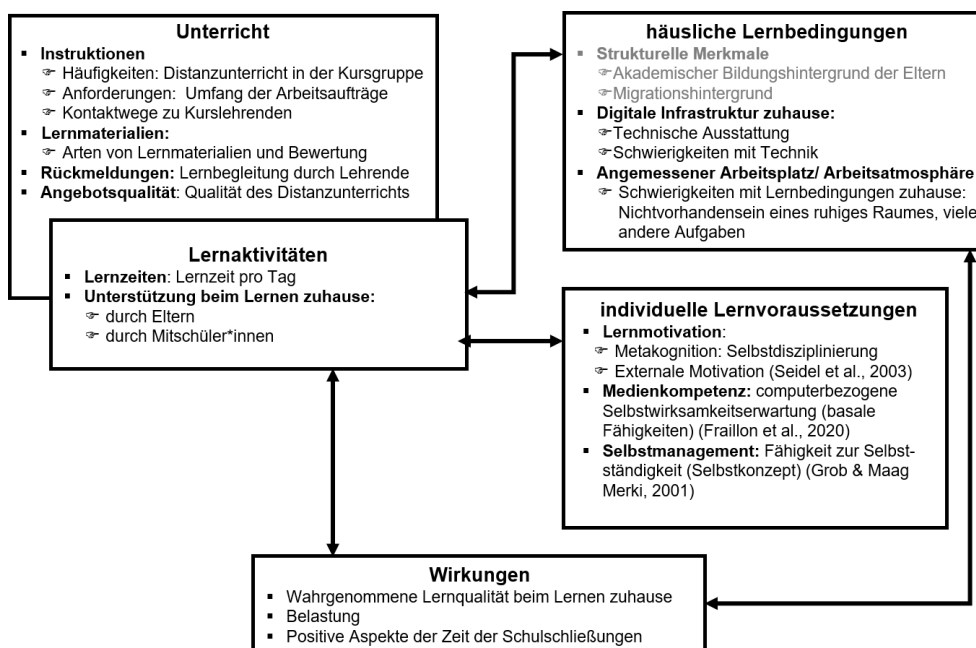 Unterricht
▪ Instruktionen
☞ Häufigkeiten: Distanzunterricht in der Kursgruppe
☞ Anforderungen: Umfang der Arbeitsaufträge
☞ Kontaktwege zu Kurslehrenden
▪ Lernmaterialien:
☞ Arten von Lernmaterialien und Bewertung
▪ Rückmeldungen: Lernbegleitung durch Lehrende
▪ Angebotsqualität: Qualität des Distanzunterrichts
Lernaktivitäten
▪ Lernzeiten: Lernzeit pro Tag
▪ Unterstützung beim Lernen zuhause:
☞ durch Eltern
☞ durch Mitschüler*innen
häusliche Lernbedingungen
▪ Strukturelle Merkmale
☞ Akademischer Bildungshintergrund der Eltern
☞ Migrationshintergrund
▪ Digitale Infrastruktur zuhause:
☞ Technische Ausstattung
☞ Schwierigkeiten mit Technik
▪ Angemessener Arbeitsplatz/ Arbeitsatmosphäre
☞ Schwierigkeiten mit Lernbedingungen zuhause:
Nichtvorhandensein eines ruhiges Raumes, viele
andere Aufgaben
individuelle Lernvoraussetzungen
▪ Lernmotivation:
☞ Metakognition: Selbstdisziplinierung
☞ Externale Motivation (Seidel et al., 2003)
▪ Medienkompetenz: computerbezogene
Selbstwirksamkeitserwartung (basale
Fähigkeiten) (Fraillon et al., 2020)
▪ Selbstmanagement: Fähigkeit zur Selbst-
ständigkeit (Selbstkonzept) (Grob & Maag
Merki, 2001)
Wirkungen
▪ Wahrgenommene Lernqualität beim Lernen zuhause
▪ Belastung
▪ Positive Aspekte der Zeit der Schulschließungen